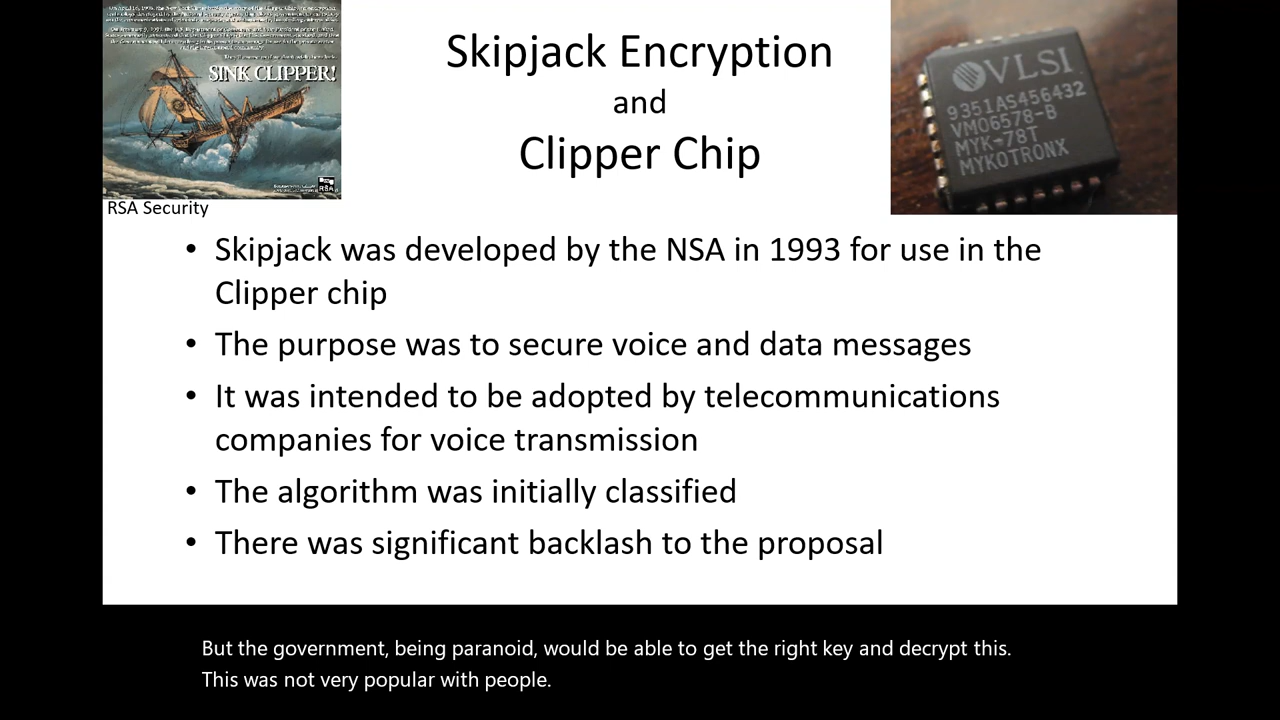 SINK CLIPPER!
RSA
RSA Security
Skipjack Encryption
and
Clipper Chip
VLSI
9351AS456432
VM06578-B
MYK-78T
MYKOTRONX
• Skipjack was developed by the NSA in 1993 for use in the
Clipper chip
• The purpose was to secure voice and data messages
• It was intended to be adopted by telecommunications
companies for voice transmission
• The algorithm was initially classified
• There was significant backlash to the proposal
But the government, being paranoid, would be able to get the right key and decrypt this.
This was not very popular with people.